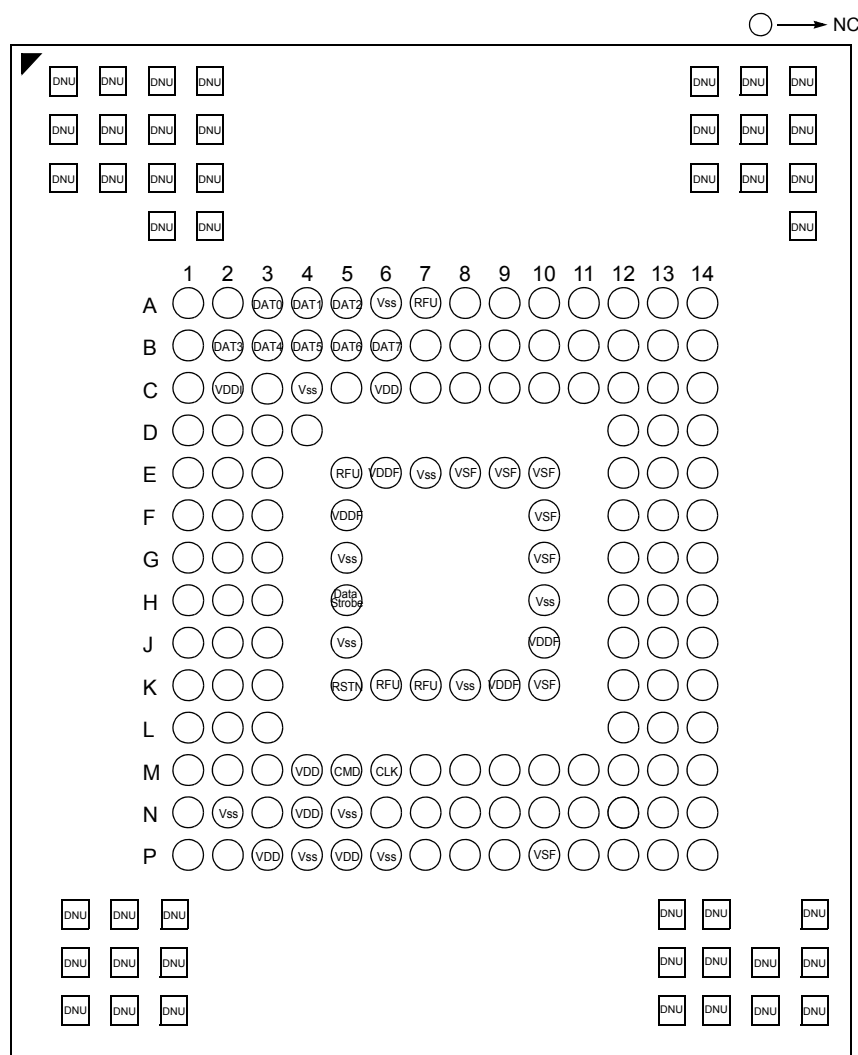 NC
DNU DNU DNU DNU DNU DNU DNU
DNU DNU DNU DNU DNU DNU DNU
DNU DNU DNU DNU DNU DNU DNU
DNU DNU DNU
1 2 3 4 5 6 7 8 9 10 11 12 13 14
A DAT0 DAT1 DAT2 Vss RFU
B DAT3 DAT4 DAT5 DAT6 DAT7
C VDDI Vss VDD
D
E RFU VDDF Vss VSF VSF VSF
F VDDF VSF
G Vss VSF
H Data Strobe Vss
J Vss VDDF
K RSTN RFU RFU Vss VDDF VSF
L
M VDD CMD CLK
N Vss VDD Vss
P VDD Vss VDD Vss VSF
DNU DNU DNU DNU DNU DNU
DNU DNU DNU DNU DNU DNU DNU
DNU DNU DNU DNU DNU DNU DNU